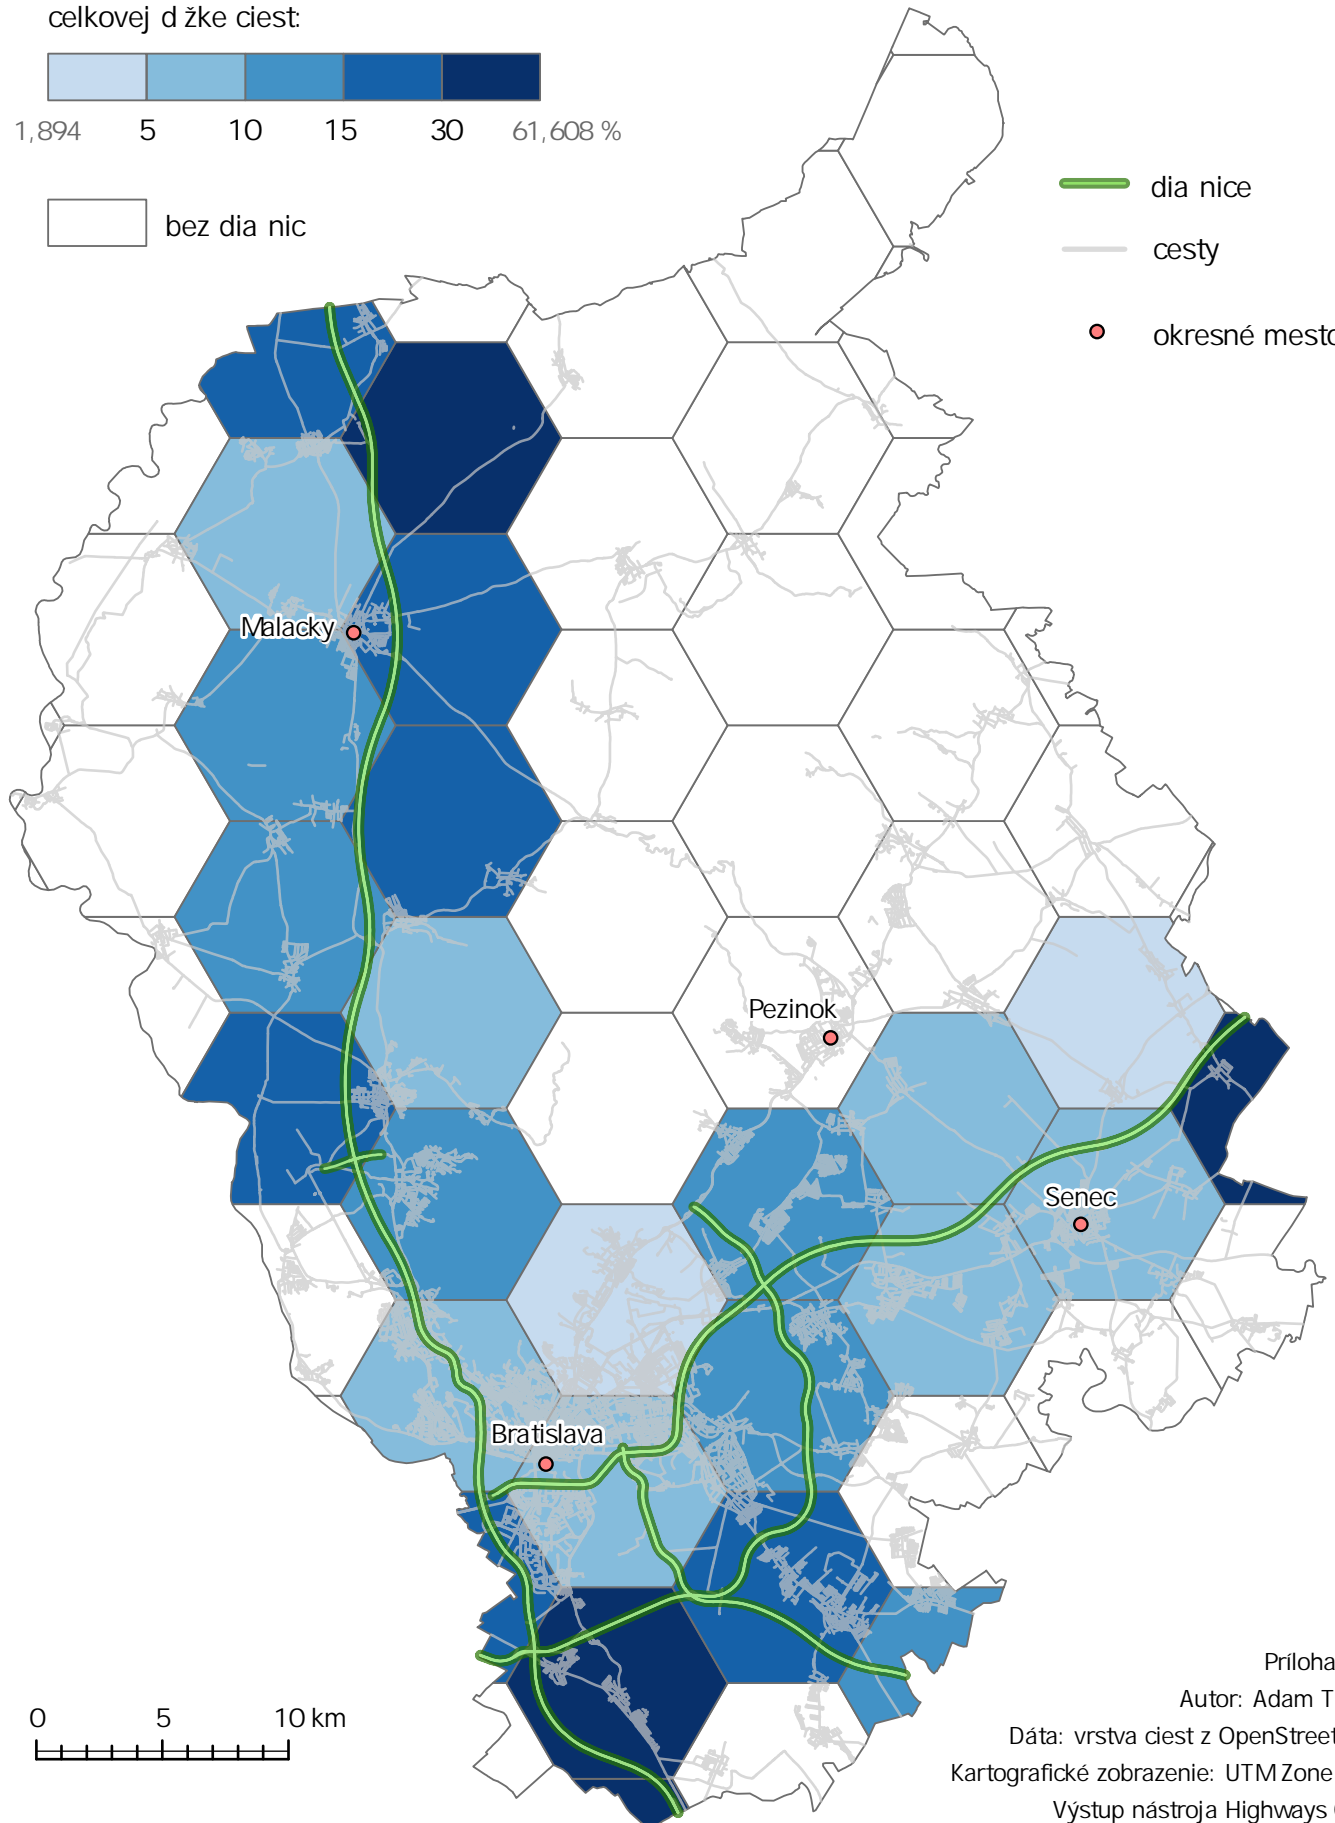 celkovej d žke ciest:
1,894 5 10 15 30 61,608 %
bez dia nic
dia nice
cesty
okresné mesto
Malacky
Pezinok
Senec
Bratislava
0 5 10 km
Príloha
Autor: Adam T
Dáta: vrstva ciest z OpenStreet
Kartografické zobrazenie: UTM Zone
Výstup nástroja Highways